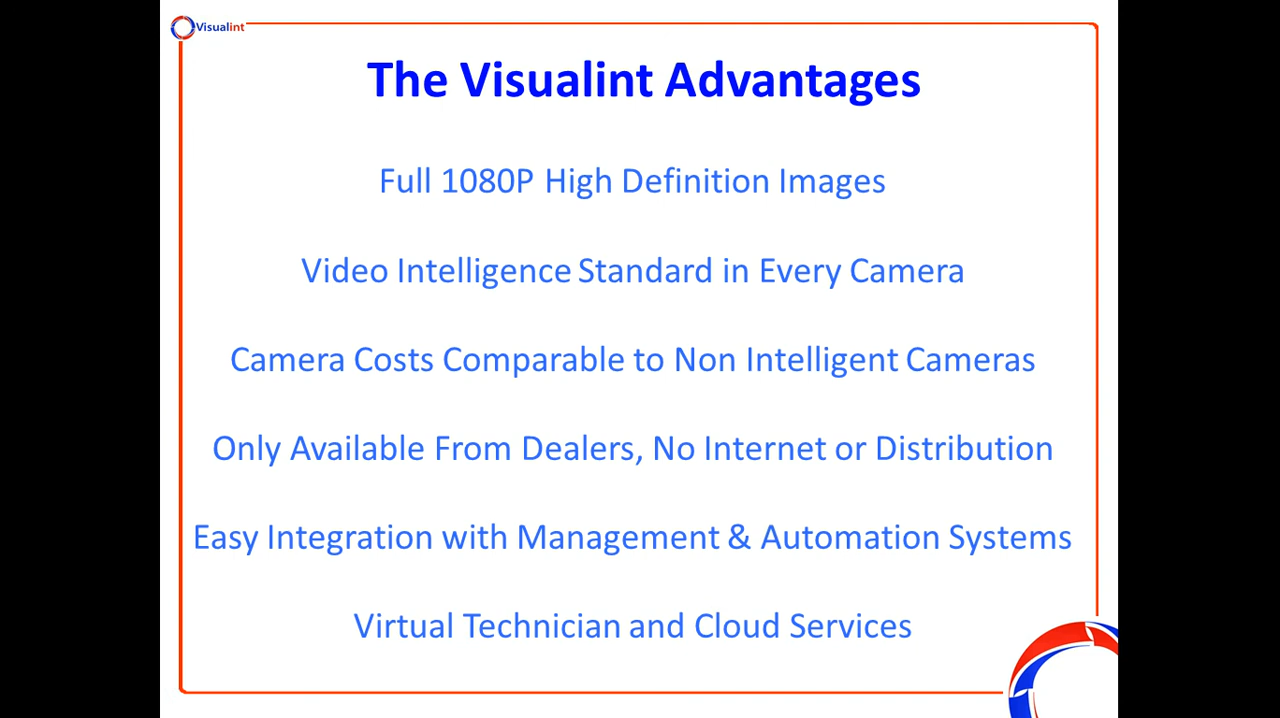 Visualint
The Visualint Advantages
Full 1080P High Definition Images
Video Intelligence Standard in Every Camera
Camera Costs Comparable to Non Intelligent Cameras
Only Available From Dealers, No Internet or Distribution
Easy Integration with Management & Automation Systems
Virtual Technician and Cloud Services